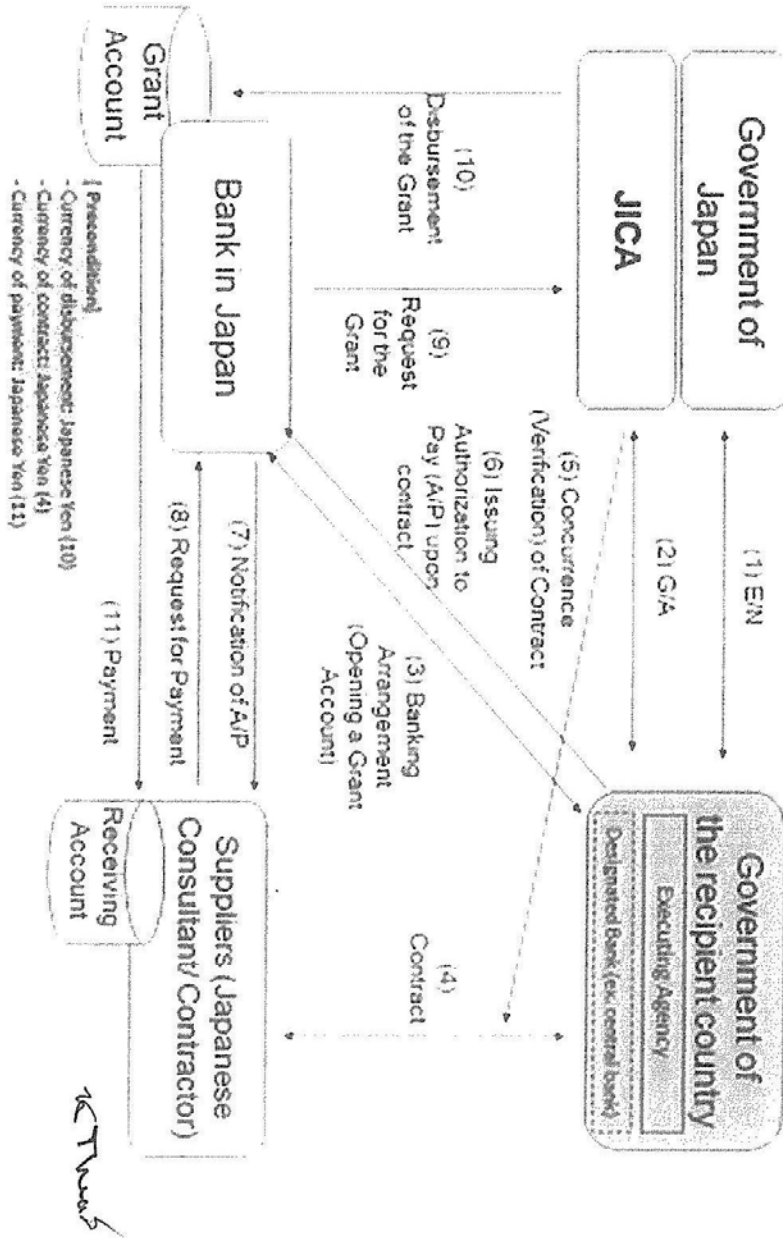 Government of
Japan
JICA
(1) E/N
(2) G/A
Government of
the recipient country
Executing Agency
Designated Bank (ex. central bank)
(5) Concurrence
(Verification) of Contract
(10)
Disbursement
of the Grant
(9)
Request
for the
Grant
(6) Issuing
Authorization to
Pay (A/P) upon
contract
(3) Banking
Arrangement
(Opening a Grant
Account)
(4)
Contract
Bank in Japan
Grant
Account
(7) Notification of A/P
(8) Request for Payment
(11) Payment
Suppliers (Japanese
Consultant/ Contractor)
Receiving
Account
[Precondition]
- Currency of disbursement: Japanese Yen (10)
- Currency of contract: Japanese Yen (4)
- Currency of payment: Japanese Yen (11)